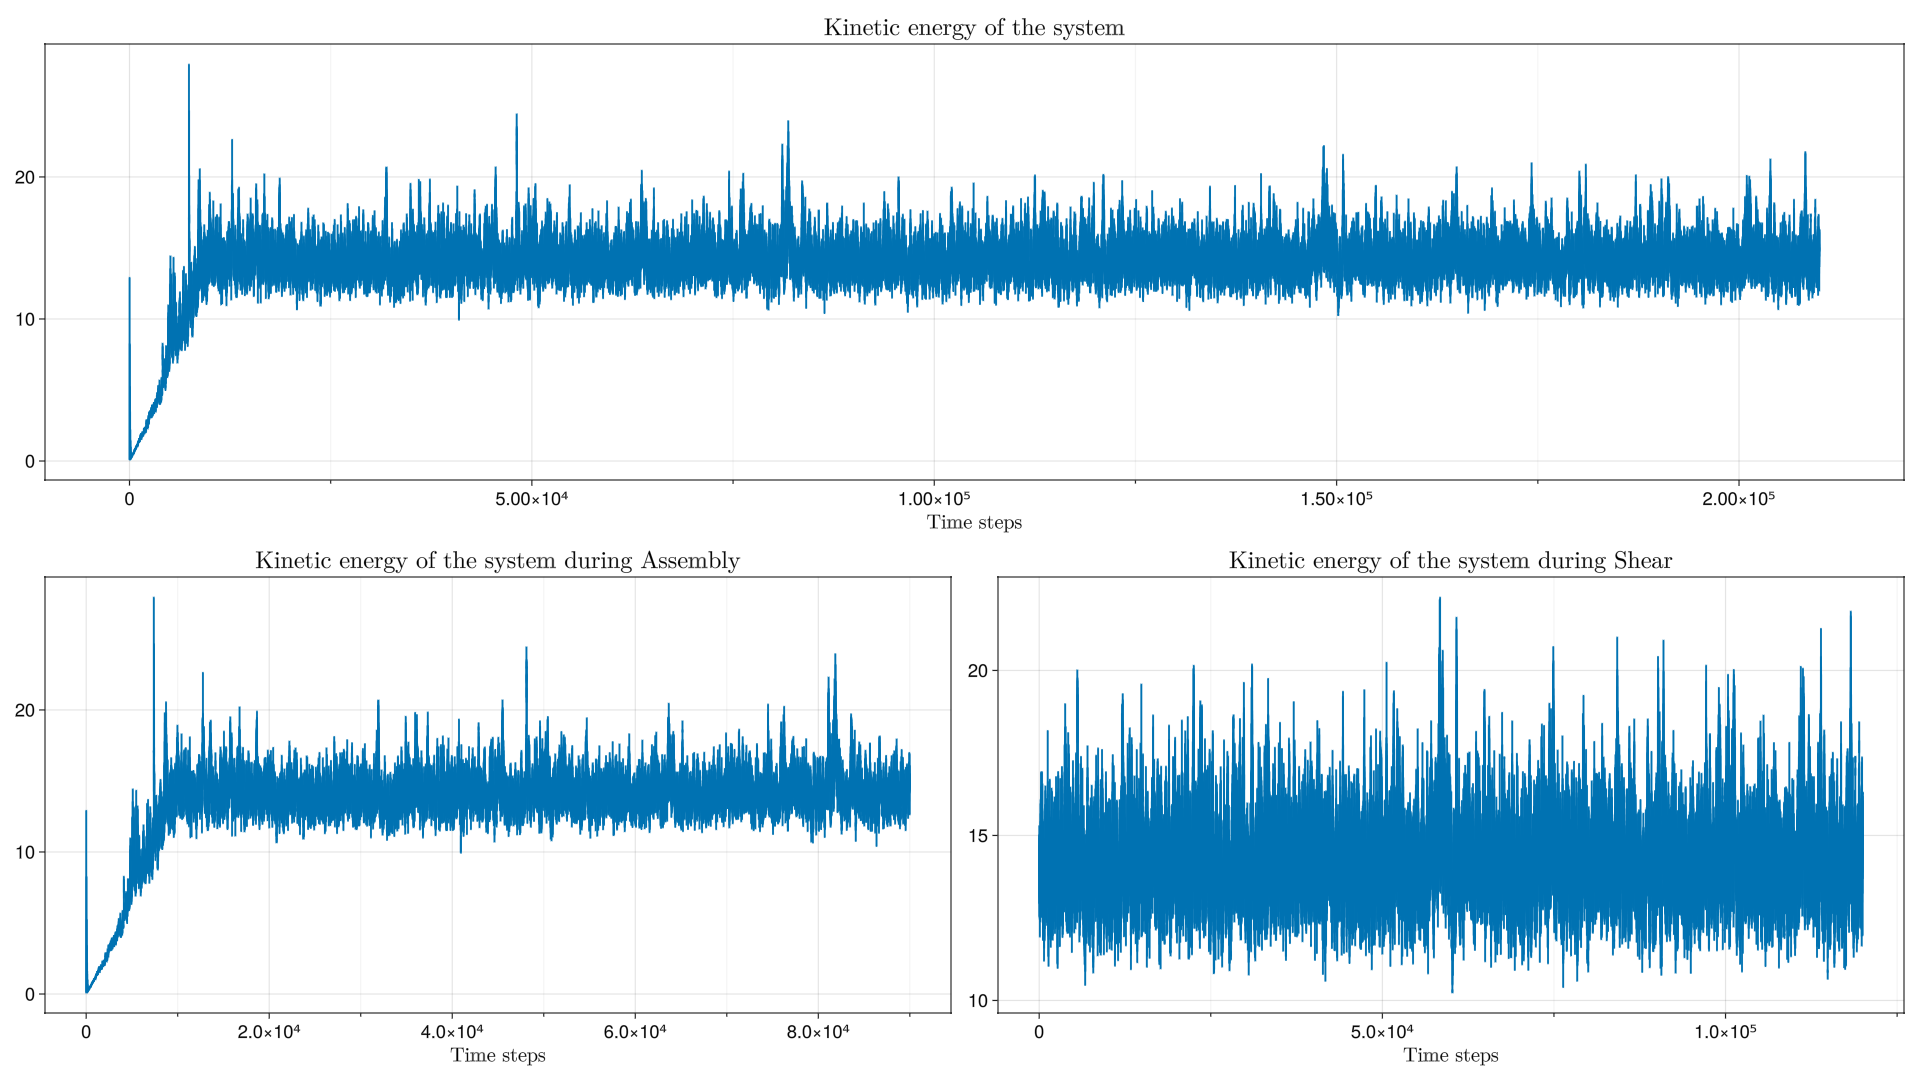 Kinetic energy of the system
20
10
0
0 5.00×10⁴ 1.00×10⁵ 1.50×10⁵ 2.00×10⁵
Time steps
Kinetic energy of the system during Assembly
20
10
0
0 2.0×10⁴ 4.0×10⁴ 6.0×10⁴ 8.0×10⁴
Time steps
Kinetic energy of the system during Shear
20
15
10
0 5.0×10⁴ 1.0×10⁵
Time steps